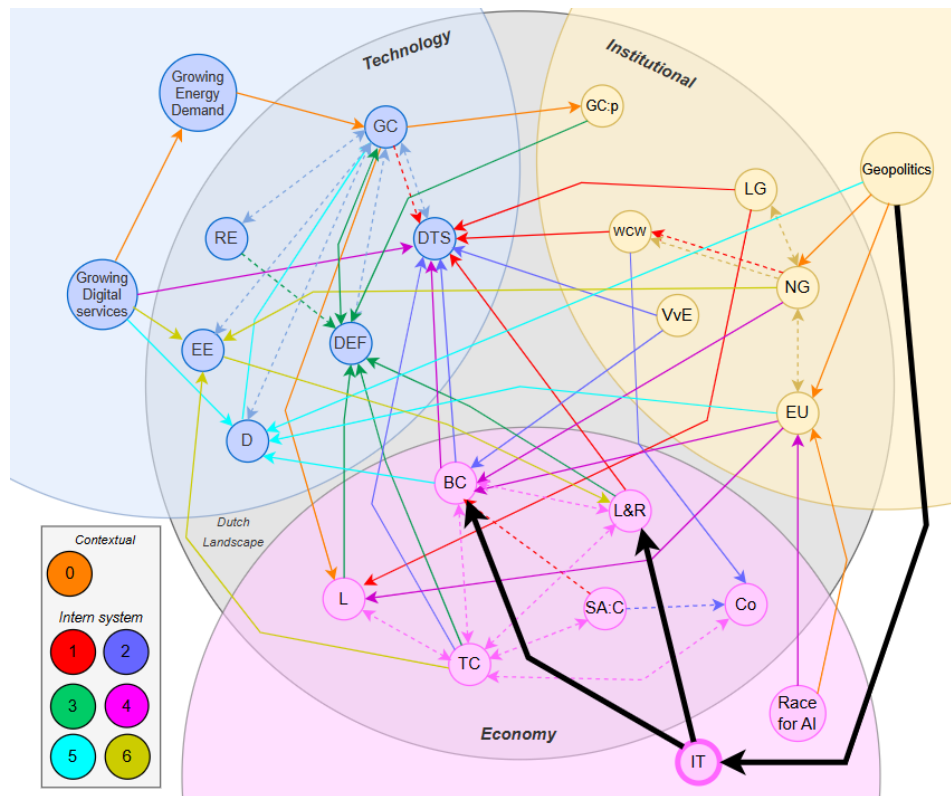 Technology
Institutional
Growing
Energy
Demand
GC
GC:p
Geopolitics
LG
RE
DTS
wcw
Growing
Digital
services
NG
VvE
EE
DEF
EU
D
BC
L&R
Dutch
Landscape
Contextual
0
Intern system
1
2
3
4
5
6
L
SA:C
Co
TC
Race
for AI
Economy
IT